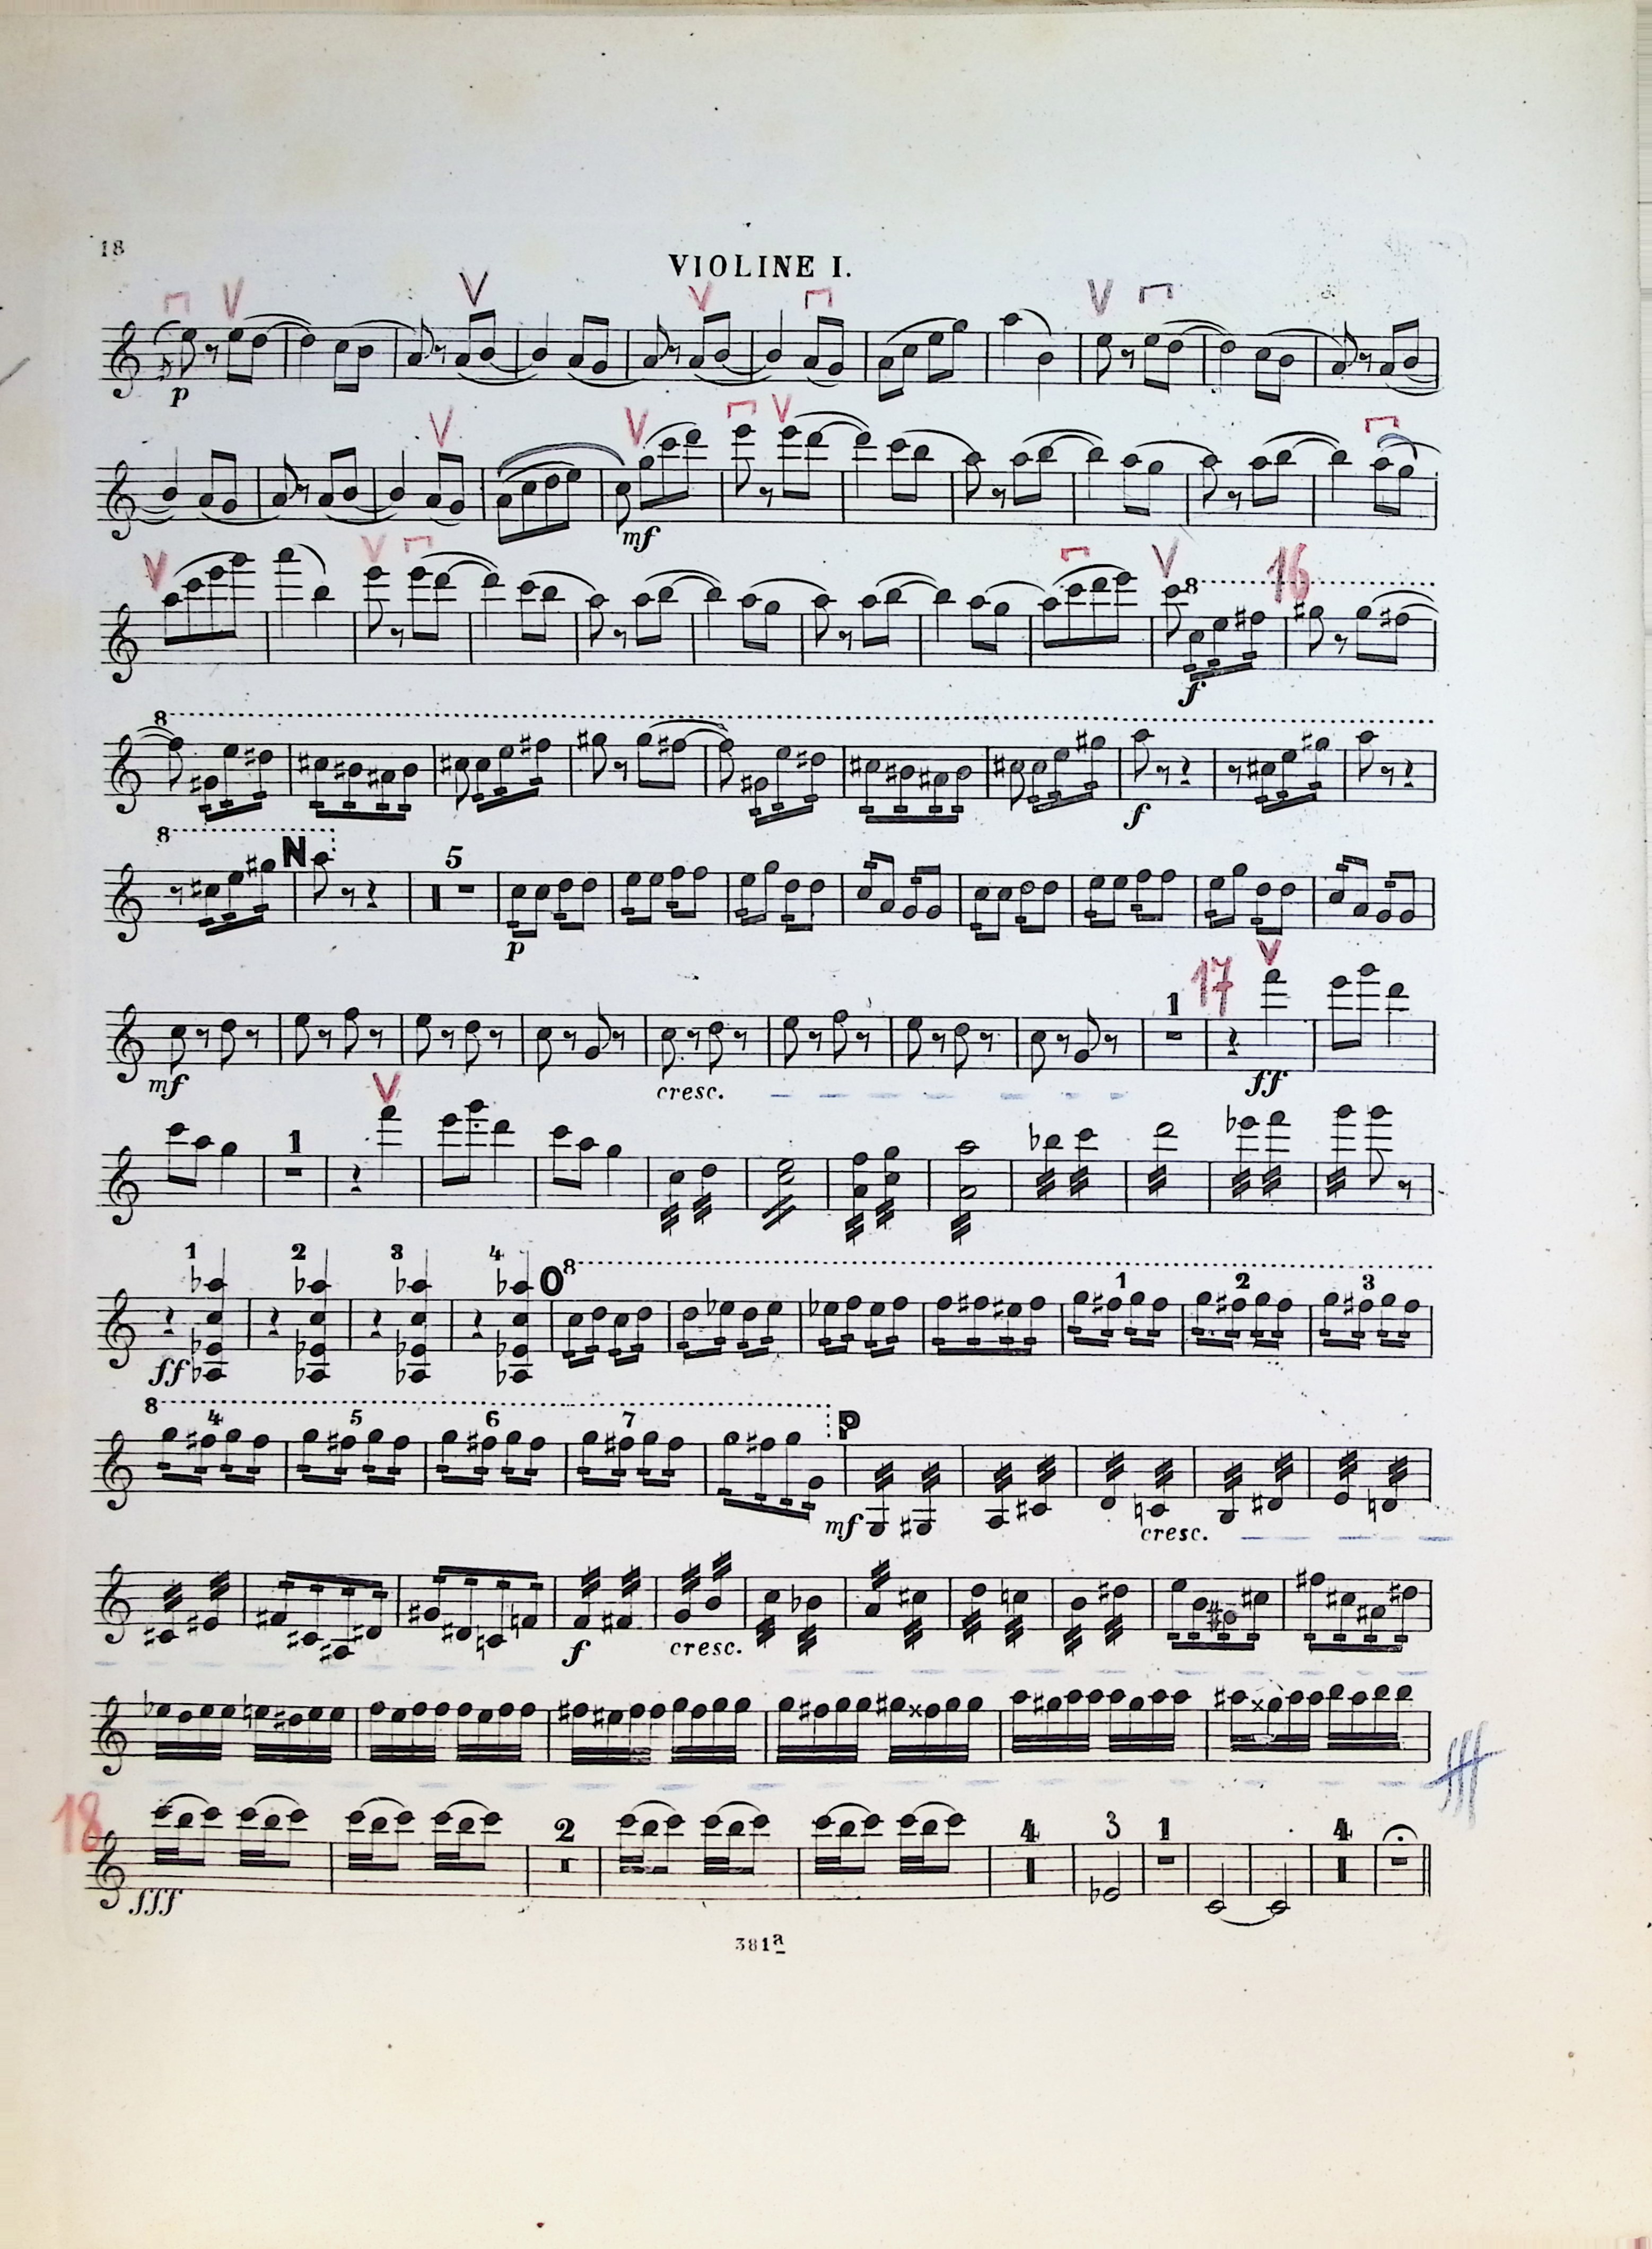 18
VIOLINE I.
V V V V
p
V V V
mf
V V V 16
8
f
8
f
8 N 5
p
17 V
1
mf cresc. ff
V
1
1 2 3 4 O 8 1 2 3
ff
8 4 5 6 7 P
mf cresc.
f cresc.
18 2 4 3 1 4
fff
381a